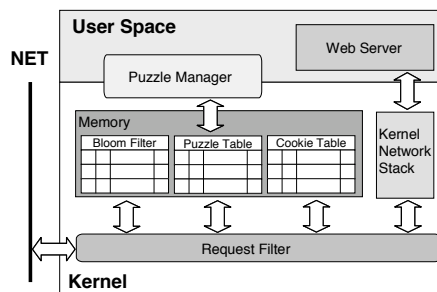 User Space
Web Server
NET
Puzzle Manager
Memory
Bloom Filter
Puzzle Table
Cookie Table
Kernel
Network
Stack
Request Filter
Kernel